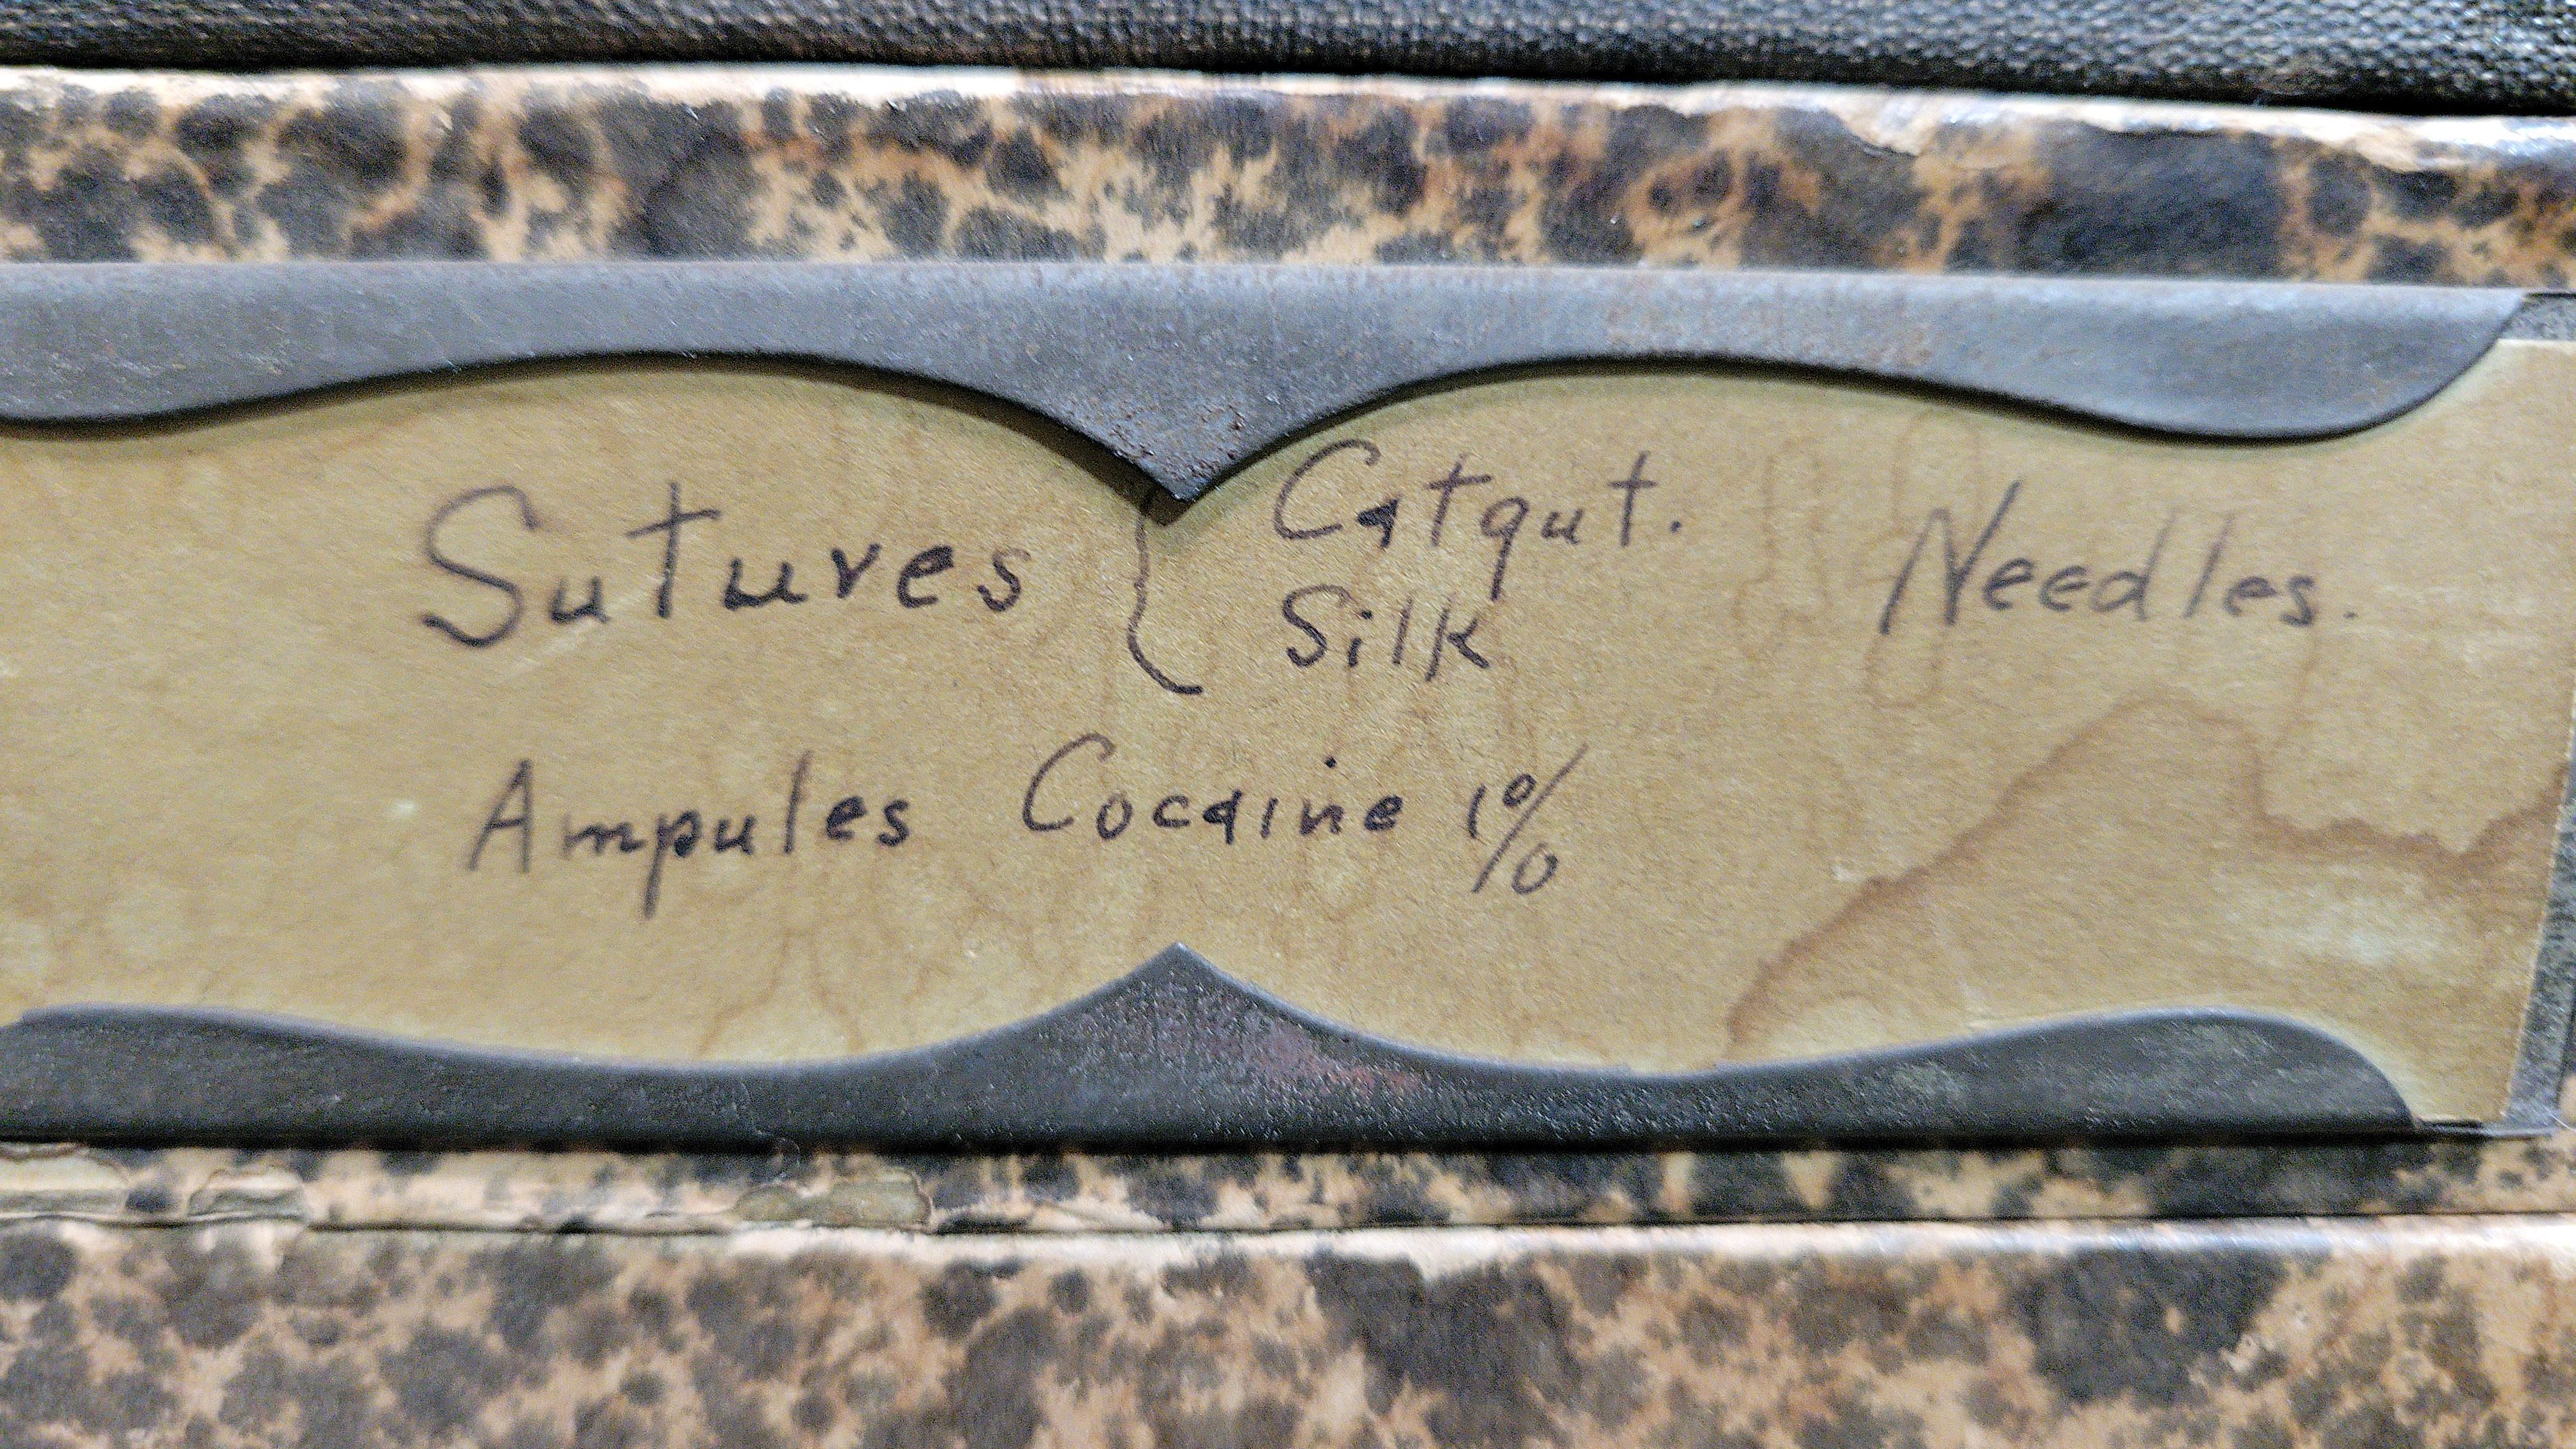 Sutures { Catgut. Needles.
Silk
Ampules Cocaine 1%